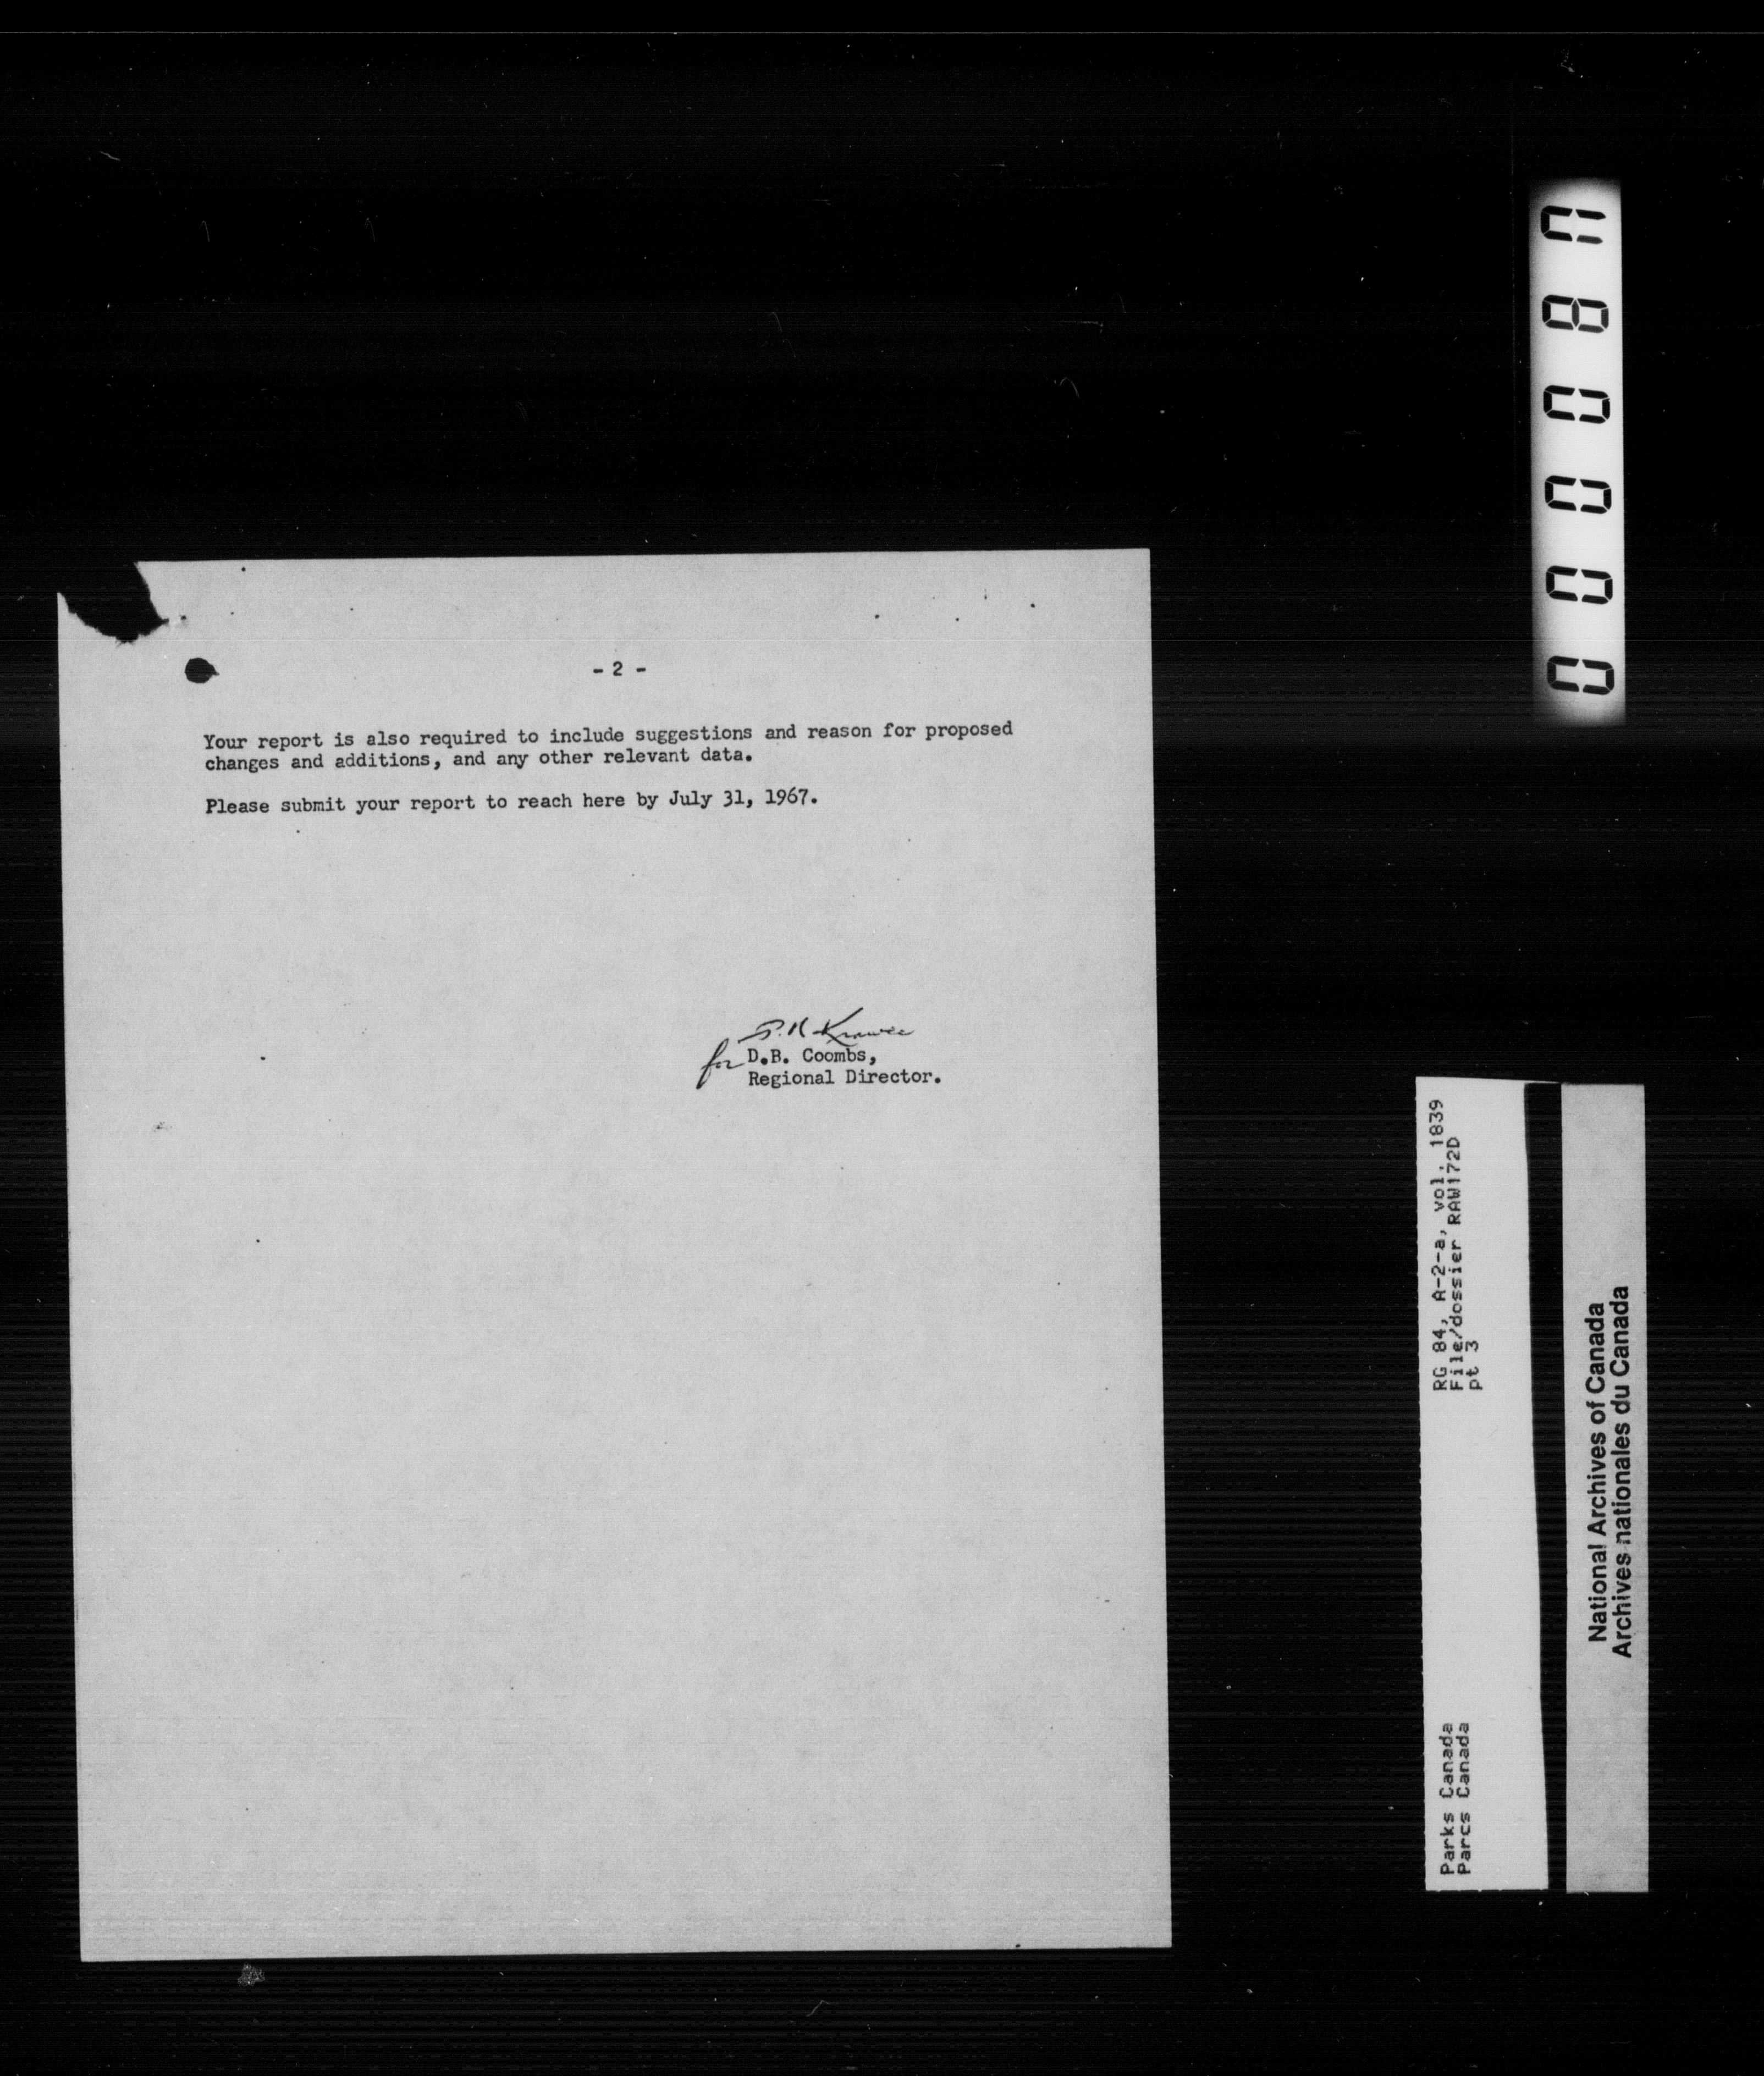 - 2 -
Your report is also required to include suggestions and reason for proposed
changes and additions, and any other relevant data.
Please submit your report to reach here by July 31, 1967.
for D.B. Coombs,
Regional Director.
RG 84, A-2-a, vol. 1839
File/dossier RAW172D
pt 3
Parks Canada
Parcs Canada
National Archives of Canada
Archives nationales du Canada